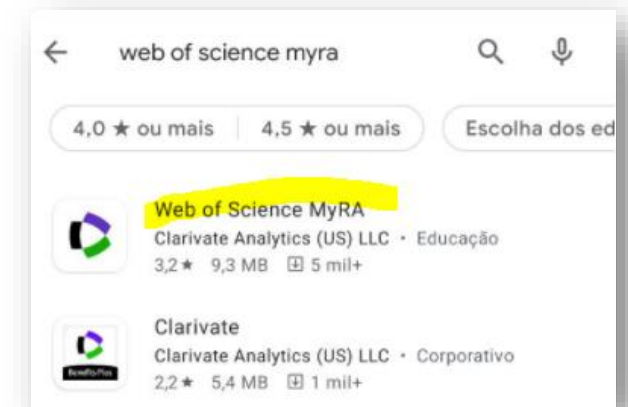 web of science myra
4,0 ★ ou mais 4,5 ★ ou mais Escolha dos ed
Web of Science MyRA
Clarivate Analytics (US) LLC • Educação
3,2★ 9,3 MB 5 mil+
Clarivate
Clarivate Analytics (US) LLC • Corporativo
Benefits Plus
2,2★ 5,4 MB 1 mil+